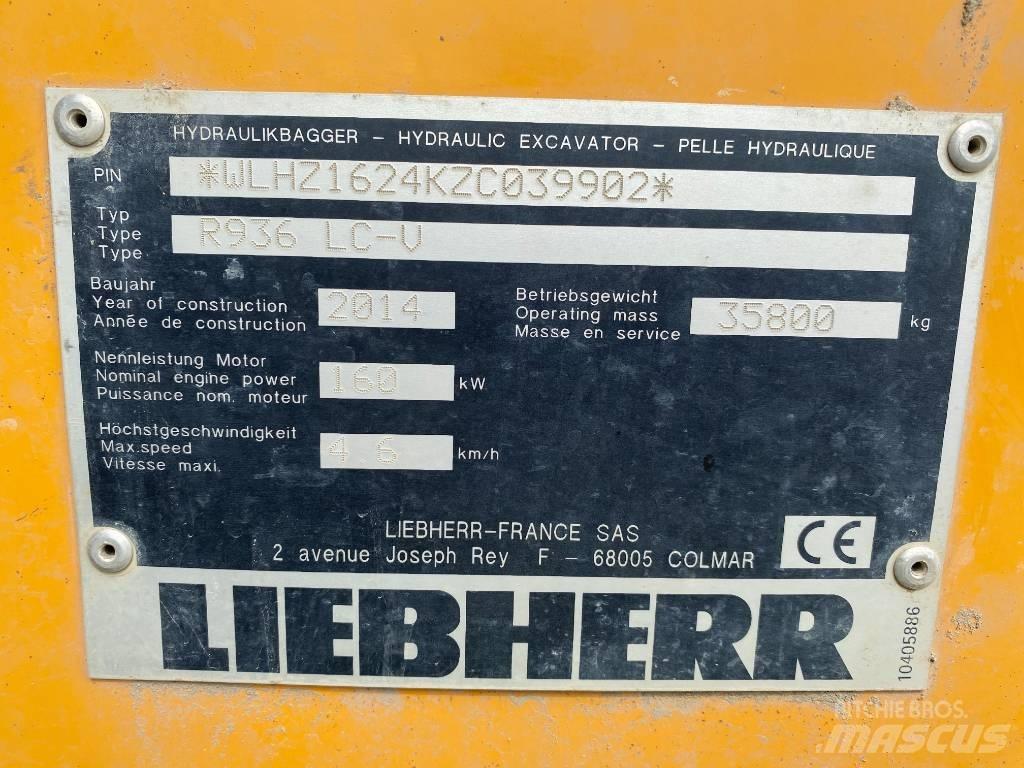 HYDRAULIKBAGGER – HYDRAULIC EXCAVATOR – PELLE HYDRAULIQUE
PIN *WLHZ1624KZC039902*
Typ
Type R936 LC-V
Type
Baujahr
Year of construction 2014
Année de construction
Betriebsgewicht
Operating mass 35800 kg
Masse en service
Nennleistung Motor
Nominal engine power 160 kW
Puissance nom. moteur
Höchstgeschwindigkeit
Max.speed 4 6 km/h
Vitesse maxi.
LIEBHERR-FRANCE SAS
2 avenue Joseph Rey F – 68005 COLMAR
CE
LIEBHERR
10405886
RITCHIE BROS.
MASCUS